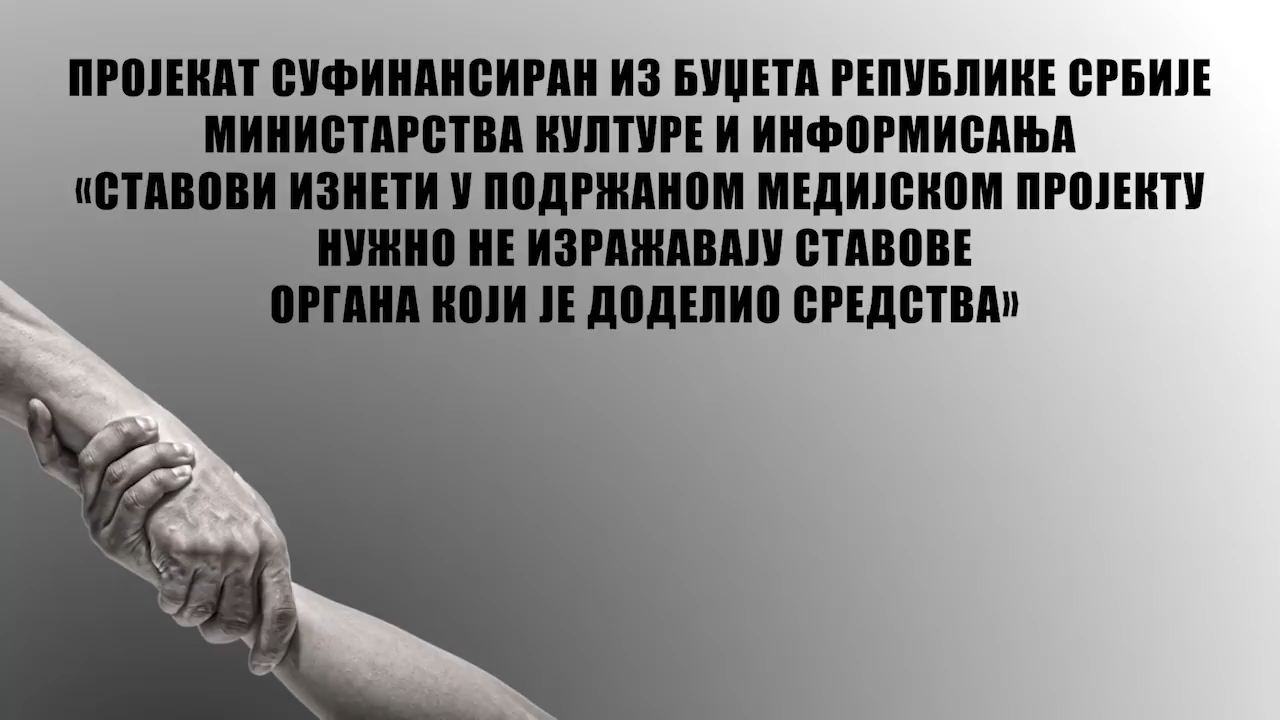 ПРОЈЕКАТ СУФИНАНСИРАН ИЗ БУЏЕТА РЕПУБЛИКЕ СРБИЈЕ
МИНИСТАРСТВА КУЛТУРЕ И ИНФОРМИСАЊА
«СТАВОВИ ИЗНЕТИ У ПОДРЖАНОМ МЕДИЈСКОМ ПРОЈЕКТУ
НУЖНО НЕ ИЗРАЖАВАЈУ СТАВОВЕ
ОРГАНА КОЈИ ЈЕ ДОДЕЛИО СРЕДСТВА»